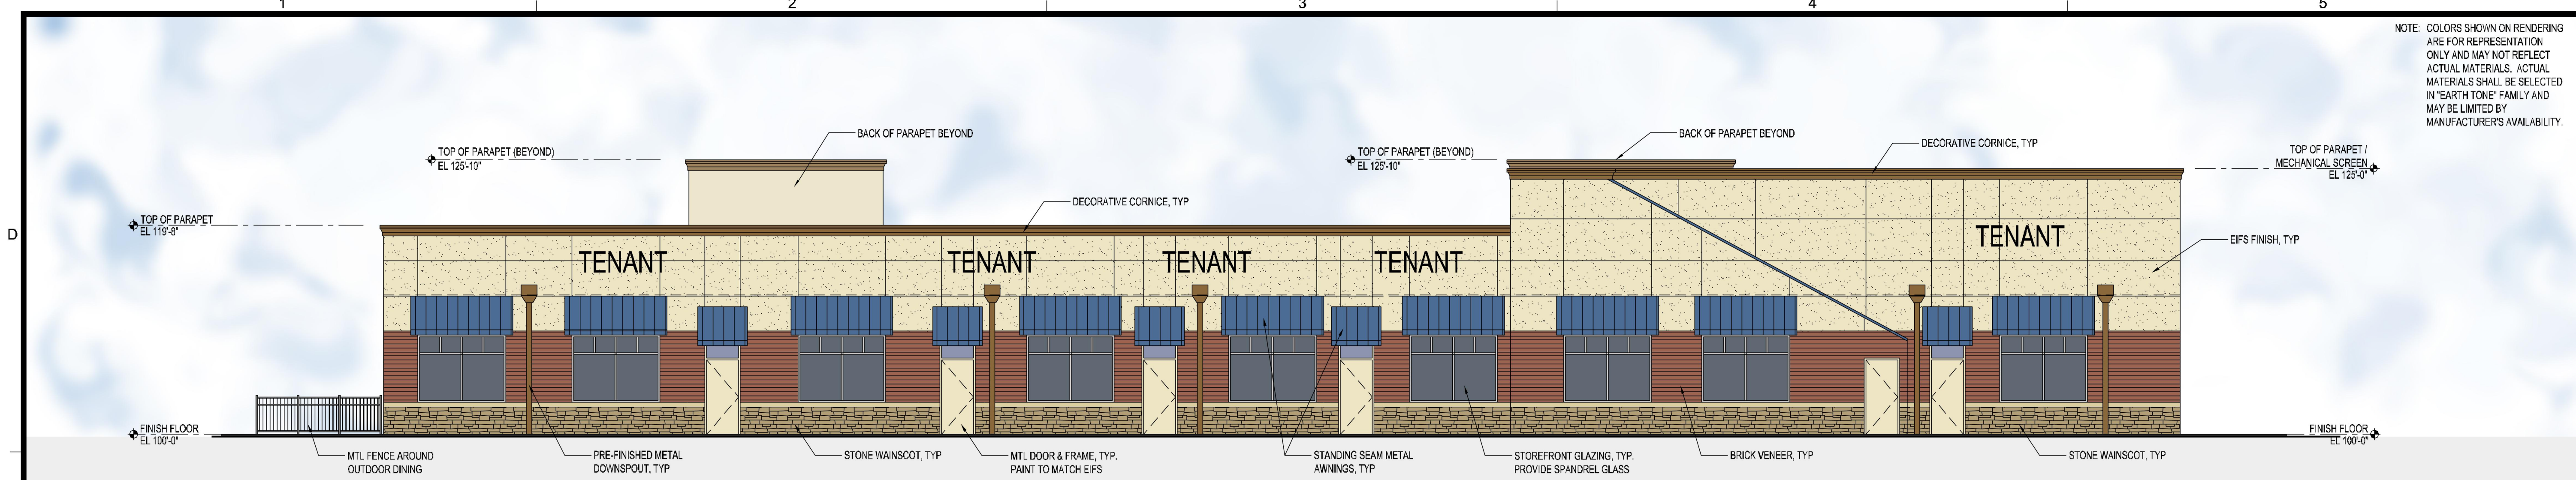 1
2
3
4
5
NOTE: COLORS SHOWN ON RENDERING
ARE FOR REPRESENTATION
ONLY AND MAY NOT REFLECT
ACTUAL MATERIALS. ACTUAL
MATERIALS SHALL BE SELECTED
IN "EARTH TONE" FAMILY AND
MAY BE LIMITED BY
MANUFACTURER'S AVAILABILITY.
BACK OF PARAPET BEYOND
BACK OF PARAPET BEYOND
TOP OF PARAPET (BEYOND)
EL 125'-10"
TOP OF PARAPET (BEYOND)
EL 125'-10"
DECORATIVE CORNICE, TYP
TOP OF PARAPET /
MECHANICAL SCREEN
EL 125'-0"
DECORATIVE CORNICE, TYP
TOP OF PARAPET
EL 119'-8"
D
TENANT
TENANT
TENANT
TENANT
TENANT
EIFS FINISH, TYP
FINISH FLOOR
EL 100'-0"
FINISH FLOOR
EL 100'-0"
MTL FENCE AROUND
OUTDOOR DINING
PRE-FINISHED METAL
DOWNSPOUT, TYP
STONE WAINSCOT, TYP
MTL DOOR & FRAME, TYP.
PAINT TO MATCH EIFS
STANDING SEAM METAL
AWNINGS, TYP
STOREFRONT GLAZING, TYP.
PROVIDE SPANDREL GLASS
BRICK VENEER, TYP
STONE WAINSCOT, TYP